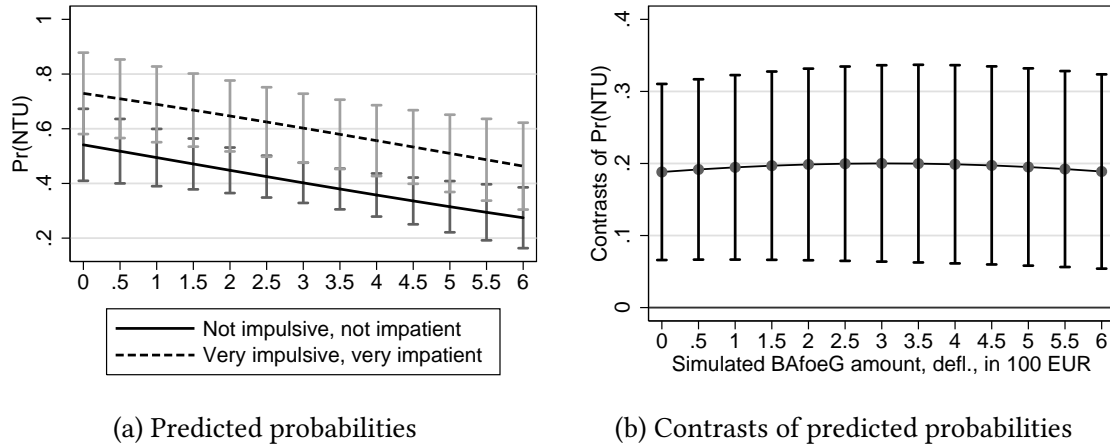 Pr(NTU)
1
.8
.6
.4
.2
0 .5 1 1.5 2 2.5 3 3.5 4 4.5 5 5.5 6
Not impulsive, not impatient
Very impulsive, very impatient
(a) Predicted probabilities
Contrasts of Pr(NTU)
.4
.3
.2
.1
0
0 .5 1 1.5 2 2.5 3 3.5 4 4.5 5 5.5 6
Simulated BAfoeG amount, defl., in 100 EUR
(b) Contrasts of predicted probabilities